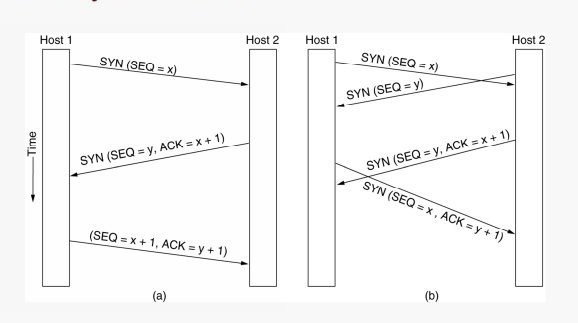 Host 1
Host 2
SYN (SEQ = x)
SYN (SEQ = y, ACK = x + 1)
Time
(SEQ = x + 1, ACK = y + 1)
(a)
Host 1
Host 2
SYN (SEQ = x)
SYN (SEQ = y)
SYN (SEQ = y, ACK = x + 1)
SYN (SEQ = x , ACK = y + 1)
(b)